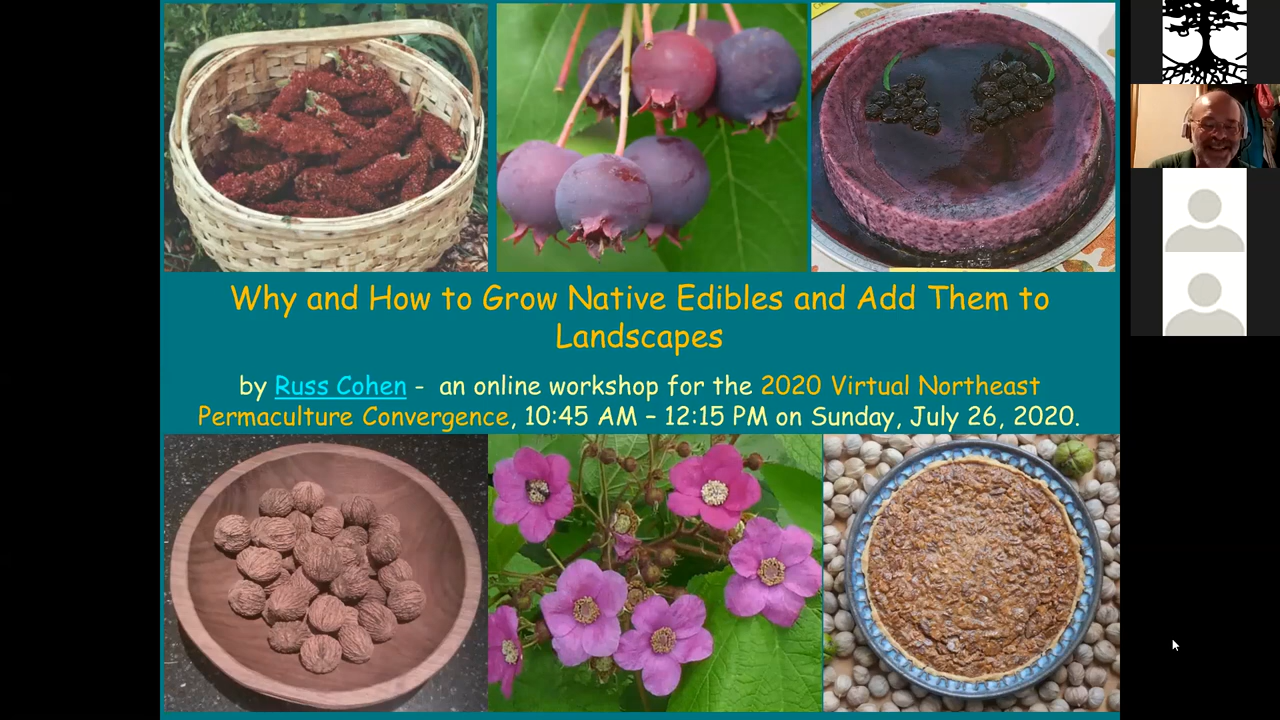 Why and How to Grow Native Edibles and Add Them to
Landscapes
by Russ Cohen - an online workshop for the 2020 Virtual Northeast
Permaculture Convergence, 10:45 AM – 12:15 PM on Sunday, July 26, 2020.